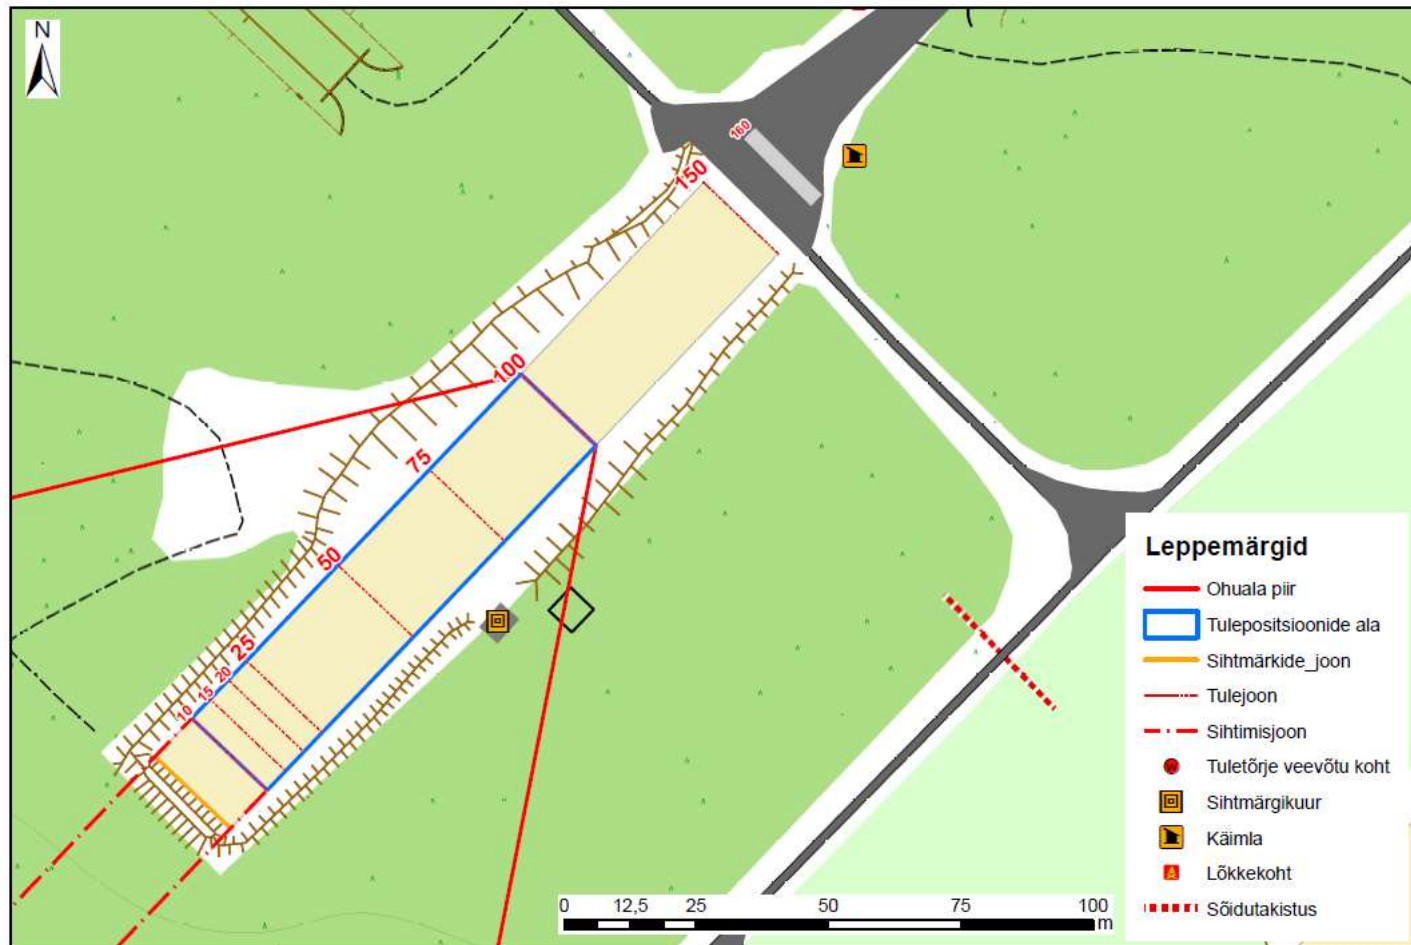 N
160
150
100
75
50
25
20
15
10
Leppemärgid
Ohuala piir
Tulepositsioonide ala
Sihtmärkide_joon
Tulejoon
Sihtimisjoon
Tuletõrje veevõtu koht
Sihtmärgikuur
Käimla
Lõkkekoht
Sõidutakistus
0 12,5 25 50 75 100
m